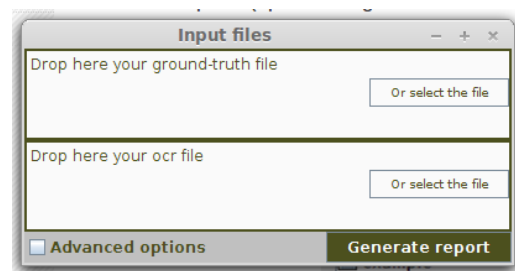 Input files
Drop here your ground-truth file
Or select the file
Drop here your ocr file
Or select the file
Advanced options
Generate report